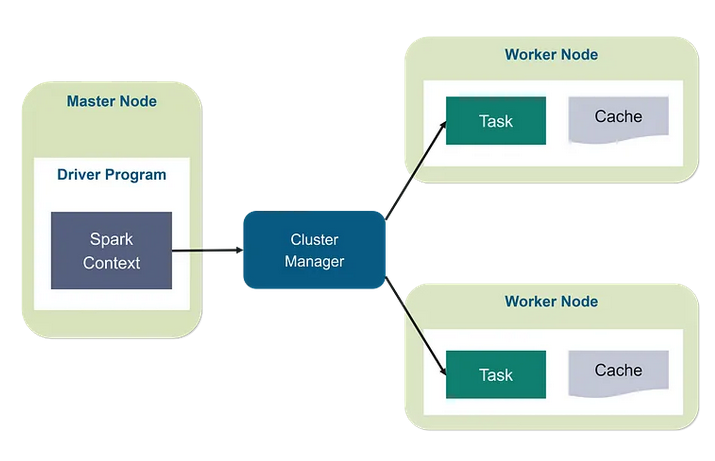 Master Node
Driver Program
Spark
Context
Cluster
Manager
Worker Node
Task
Cache
Worker Node
Task
Cache